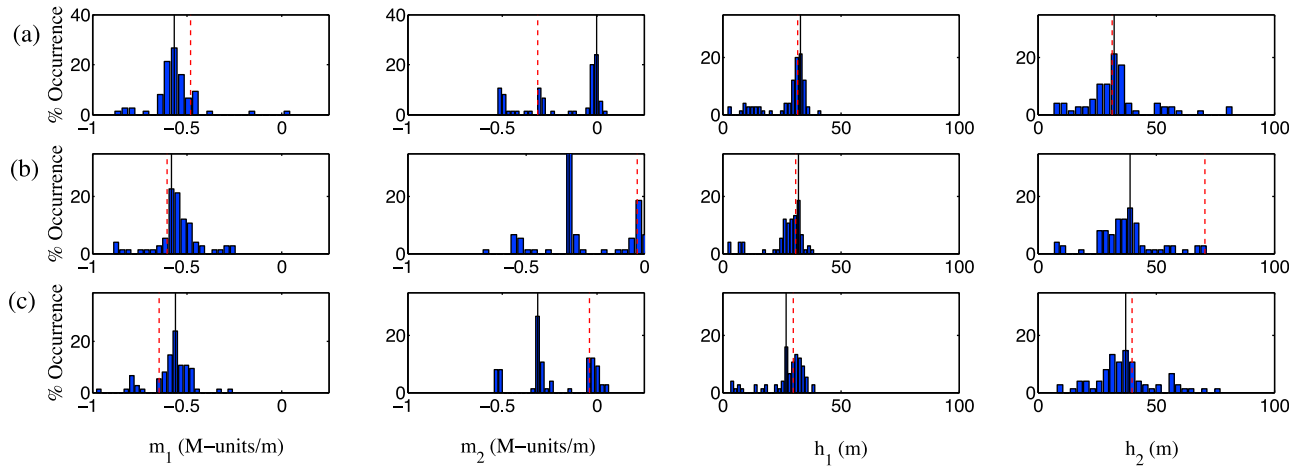 (a) % Occurrence 40 20 0 −1 −0.5 0 40 20 0 −1 −0.5 0 20 0 0 50 100 20 0 0 50 100
(b) % Occurrence 20 0 −1 −0.5 0 20 0 −1 −0.5 0 20 0 0 50 100 20 0 0 50 100
(c) % Occurrence 20 0 −1 −0.5 0 20 0 −1 −0.5 0 20 0 0 50 100 20 0 0 50 100
m₁ (M−units/m) m₂ (M−units/m) h₁ (m) h₂ (m)